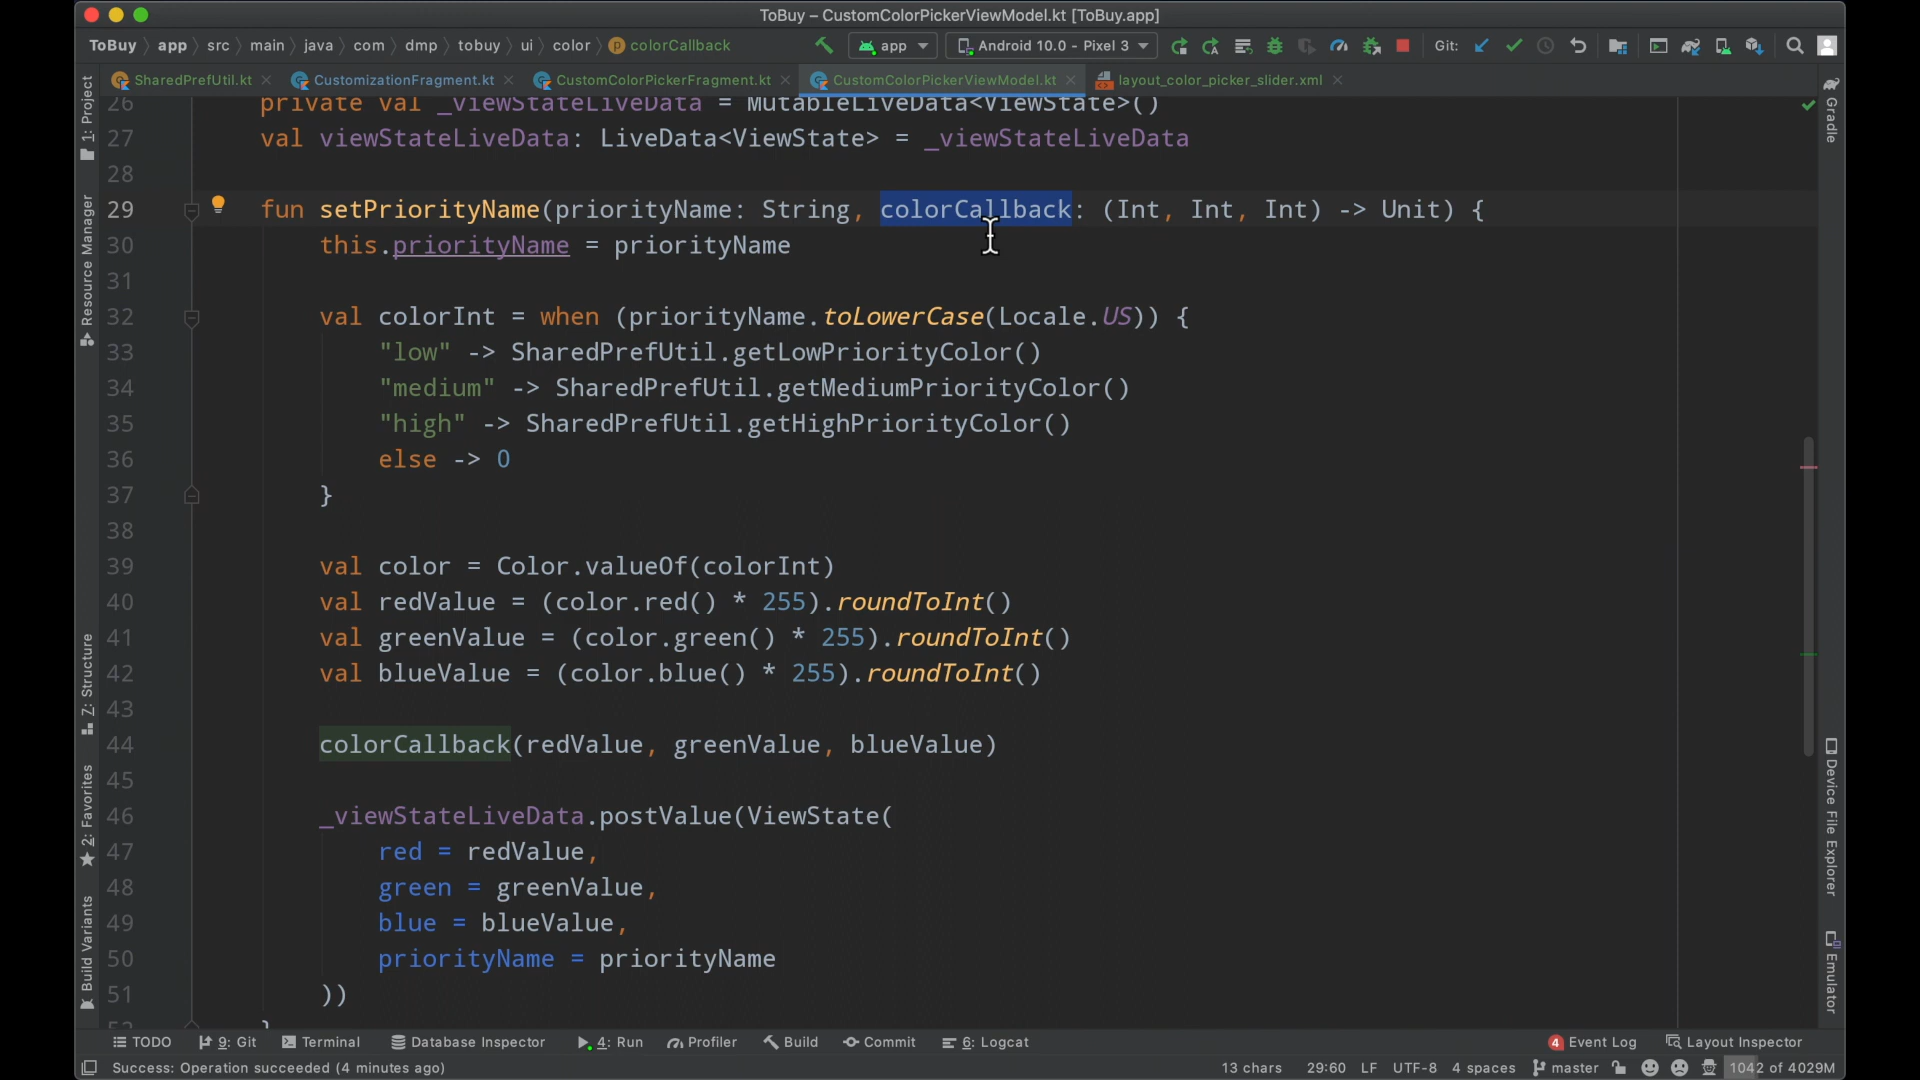 ToBuy – CustomColorPickerViewModel.kt [ToBuy.app]
ToBuy app src main java com dmp tobuy ui color colorCallback app Android 10.0 - Pixel 3 Git:
SharedPrefUtil.kt CustomizationFragment.kt CustomColorPickerFragment.kt CustomColorPickerViewModel.kt layout_color_picker_slider.xml
1: Project
Resource Manager
Z: Structure
2: Favorites
Build Variants
26 private val _viewStateLiveData = MutableLiveData<ViewState>()
27 val viewStateLiveData: LiveData<ViewState> = _viewStateLiveData
28
29 fun setPriorityName(priorityName: String, colorCallback: (Int, Int, Int) -> Unit) {
30 this.priorityName = priorityName
31
32 val colorInt = when (priorityName.toLowerCase(Locale.US)) {
33 "low" -> SharedPrefUtil.getLowPriorityColor()
34 "medium" -> SharedPrefUtil.getMediumPriorityColor()
35 "high" -> SharedPrefUtil.getHighPriorityColor()
36 else -> 0
37 }
38
39 val color = Color.valueOf(colorInt)
40 val redValue = (color.red() * 255).roundToInt()
41 val greenValue = (color.green() * 255).roundToInt()
42 val blueValue = (color.blue() * 255).roundToInt()
43
44 colorCallback(redValue, greenValue, blueValue)
45
46 _viewStateLiveData.postValue(ViewState(
47 red = redValue,
48 green = greenValue,
49 blue = blueValue,
50 priorityName = priorityName
51 ))
52 }
Gradle
Device File Explorer
Emulator
TODO 9: Git Terminal Database Inspector 4: Run Profiler Build Commit 6: Logcat 4 Event Log Layout Inspector
Success: Operation succeeded (4 minutes ago) 13 chars 29:60 LF UTF-8 4 spaces master 1042 of 4029M